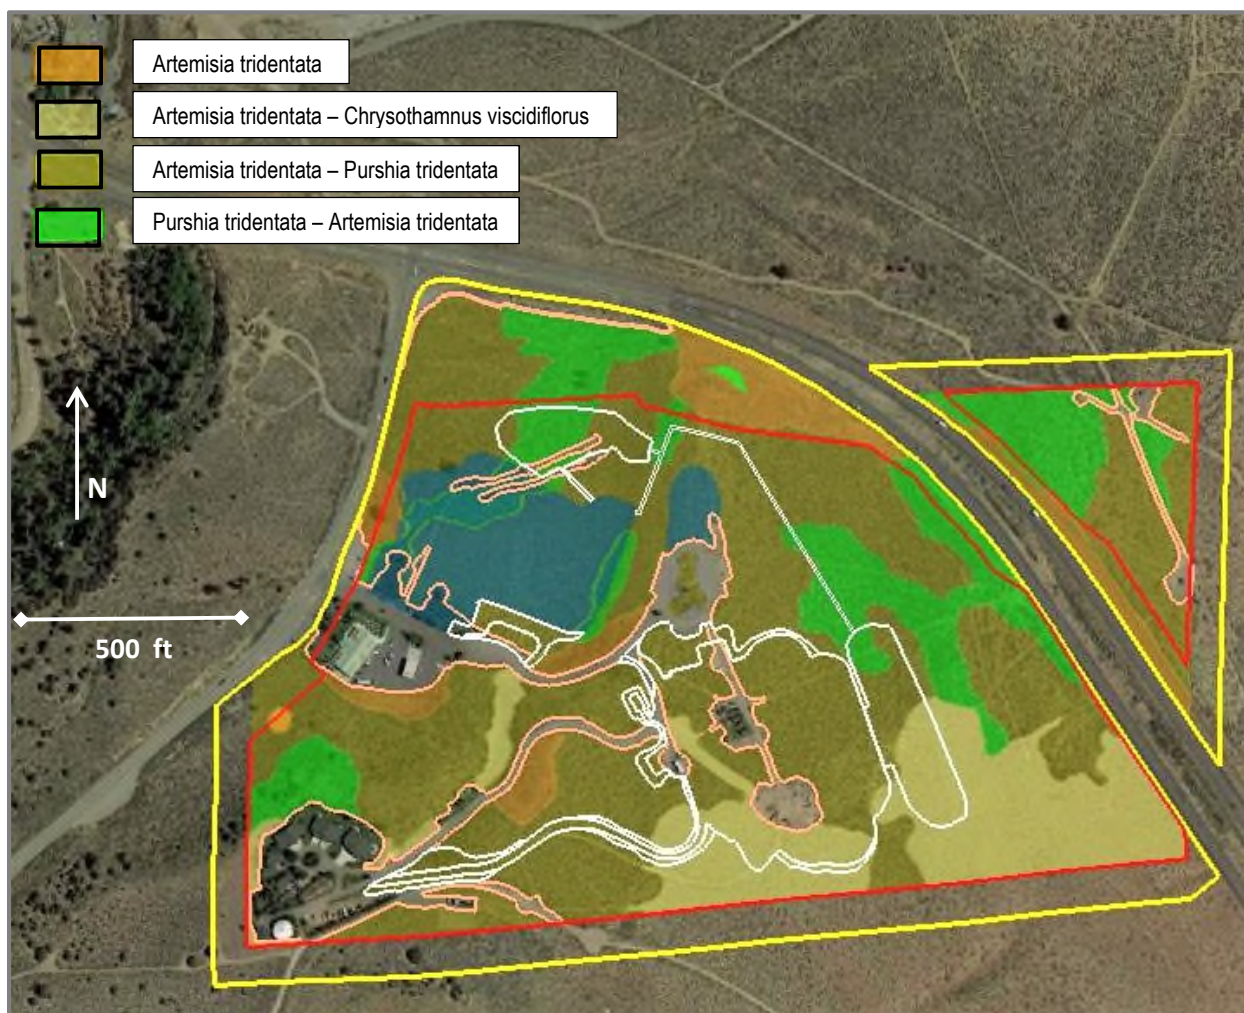 Artemisia tridentata
Artemisia tridentata – Chrysothamnus viscidiflorus
Artemisia tridentata – Purshia tridentata
Purshia tridentata – Artemisia tridentata
N
500 ft